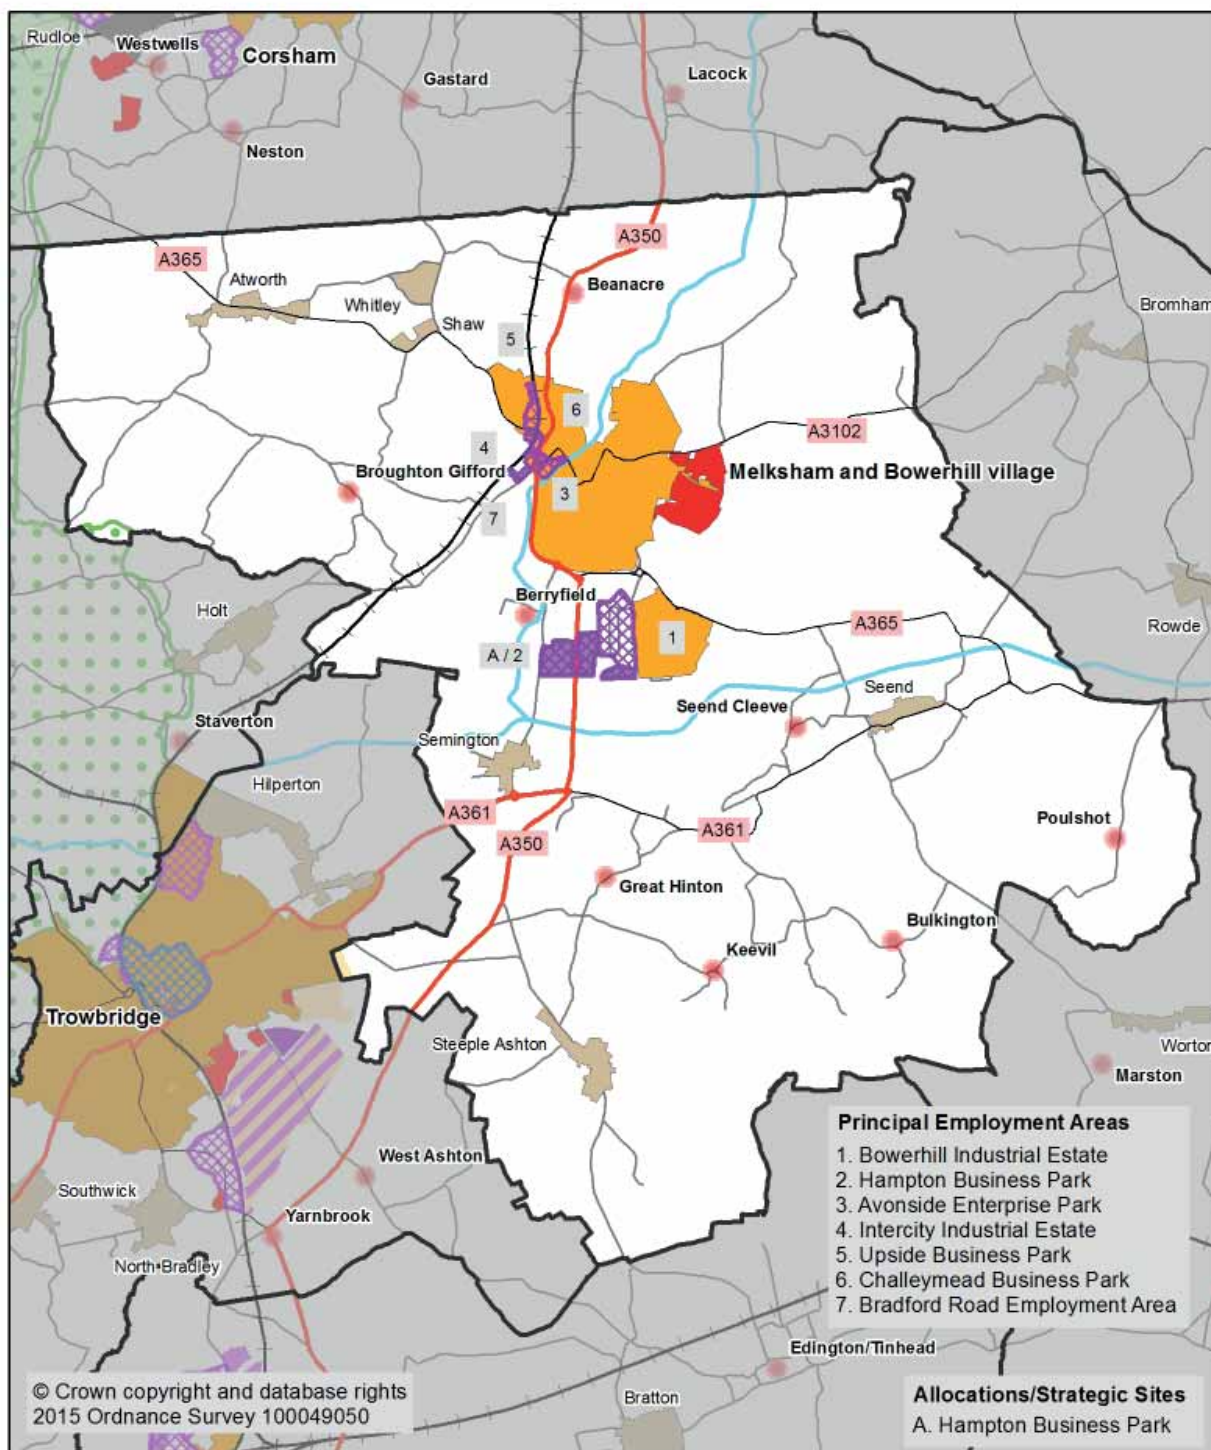 Rudloe
Westwells
Corsham
Gastard
Lacock
Neston
A350
A365
Atworth
Beanacre
Whitley
Bromham
Shaw
5
6
A3102
4
Broughton Gifford
Melksham and Bowerhill village
3
7
Berryfield
Holt
A365
Rowde
1
A / 2
Seend
Seend Cleeve
Staverton
Semington
Hilperton
A361
A361
Poulshot
A350
Great Hinton
Bulkington
Keevil
Trowbridge
Steeple Ashton
Worton
Marston
Principal Employment Areas
1. Bowerhill Industrial Estate
2. Hampton Business Park
3. Avonside Enterprise Park
4. Intercity Industrial Estate
5. Upside Business Park
6. Challeymead Business Park
7. Bradford Road Employment Area
West Ashton
Southwick
Yarnbrook
North Bradley
Edington/Tinhead
Bratton
© Crown copyright and database rights
2015 Ordnance Survey 100049050
Allocations/Strategic Sites
A. Hampton Business Park